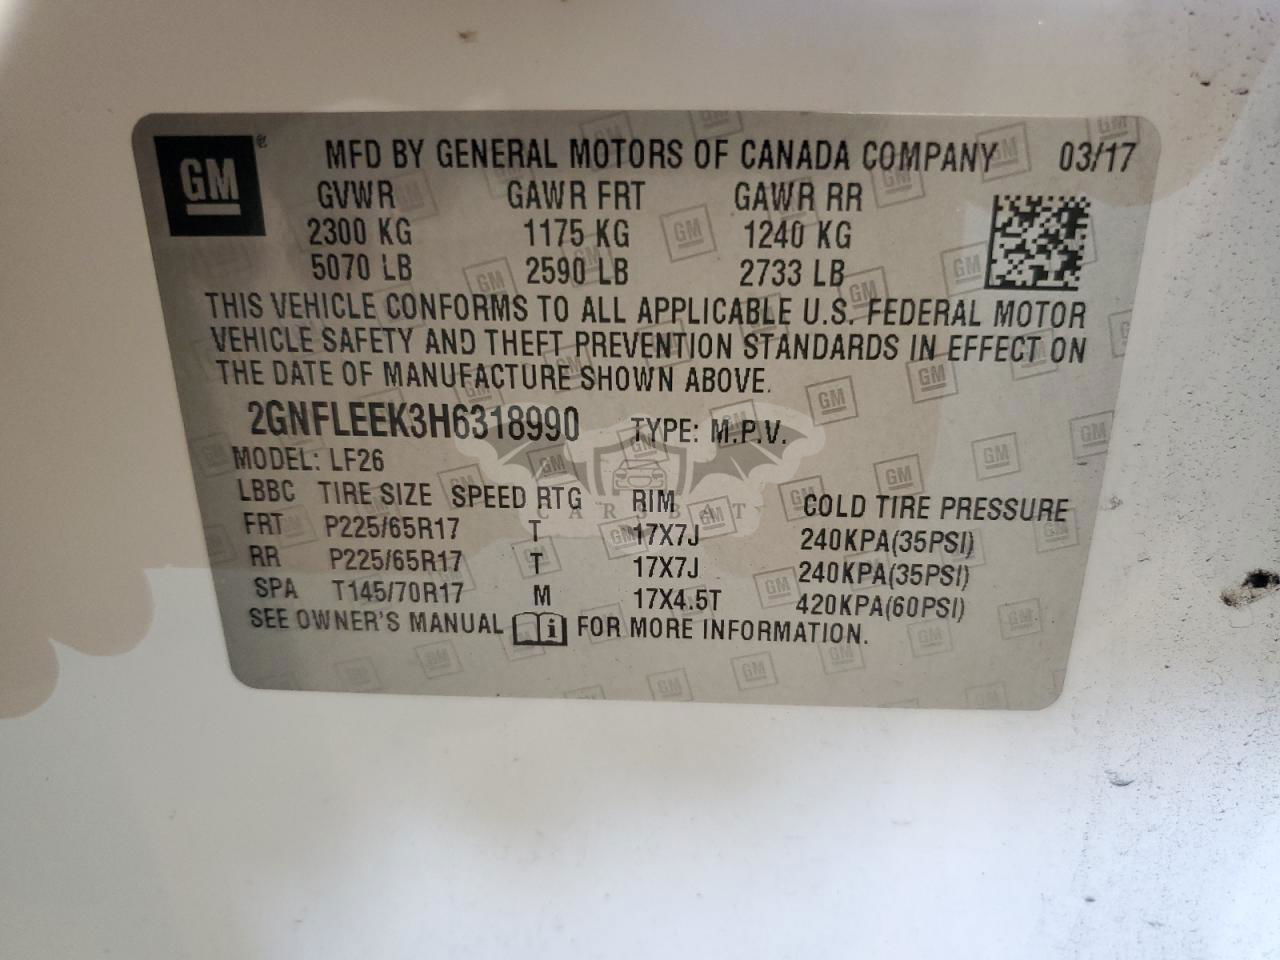 GM
MFD BY GENERAL MOTORS OF CANADA COMPANY 03/17
GVWR GAWR FRT GAWR RR
2300 KG 1175 KG 1240 KG
5070 LB 2590 LB 2733 LB
THIS VEHICLE CONFORMS TO ALL APPLICABLE U.S. FEDERAL MOTOR
VEHICLE SAFETY AND THEFT PREVENTION STANDARDS IN EFFECT ON
THE DATE OF MANUFACTURE SHOWN ABOVE.
2GNFLEEK3H6318990 TYPE: M.P.V.
MODEL: LF26
LBBC TIRE SIZE SPEED RTG RIM COLD TIRE PRESSURE
CARSBAT
FRT P225/65R17 T 17X7J 240KPA(35PSI)
RR P225/65R17 T 17X7J 240KPA(35PSI)
SPA T145/70R17 M 17X4.5T 420KPA(60PSI)
SEE OWNER'S MANUAL i FOR MORE INFORMATION.